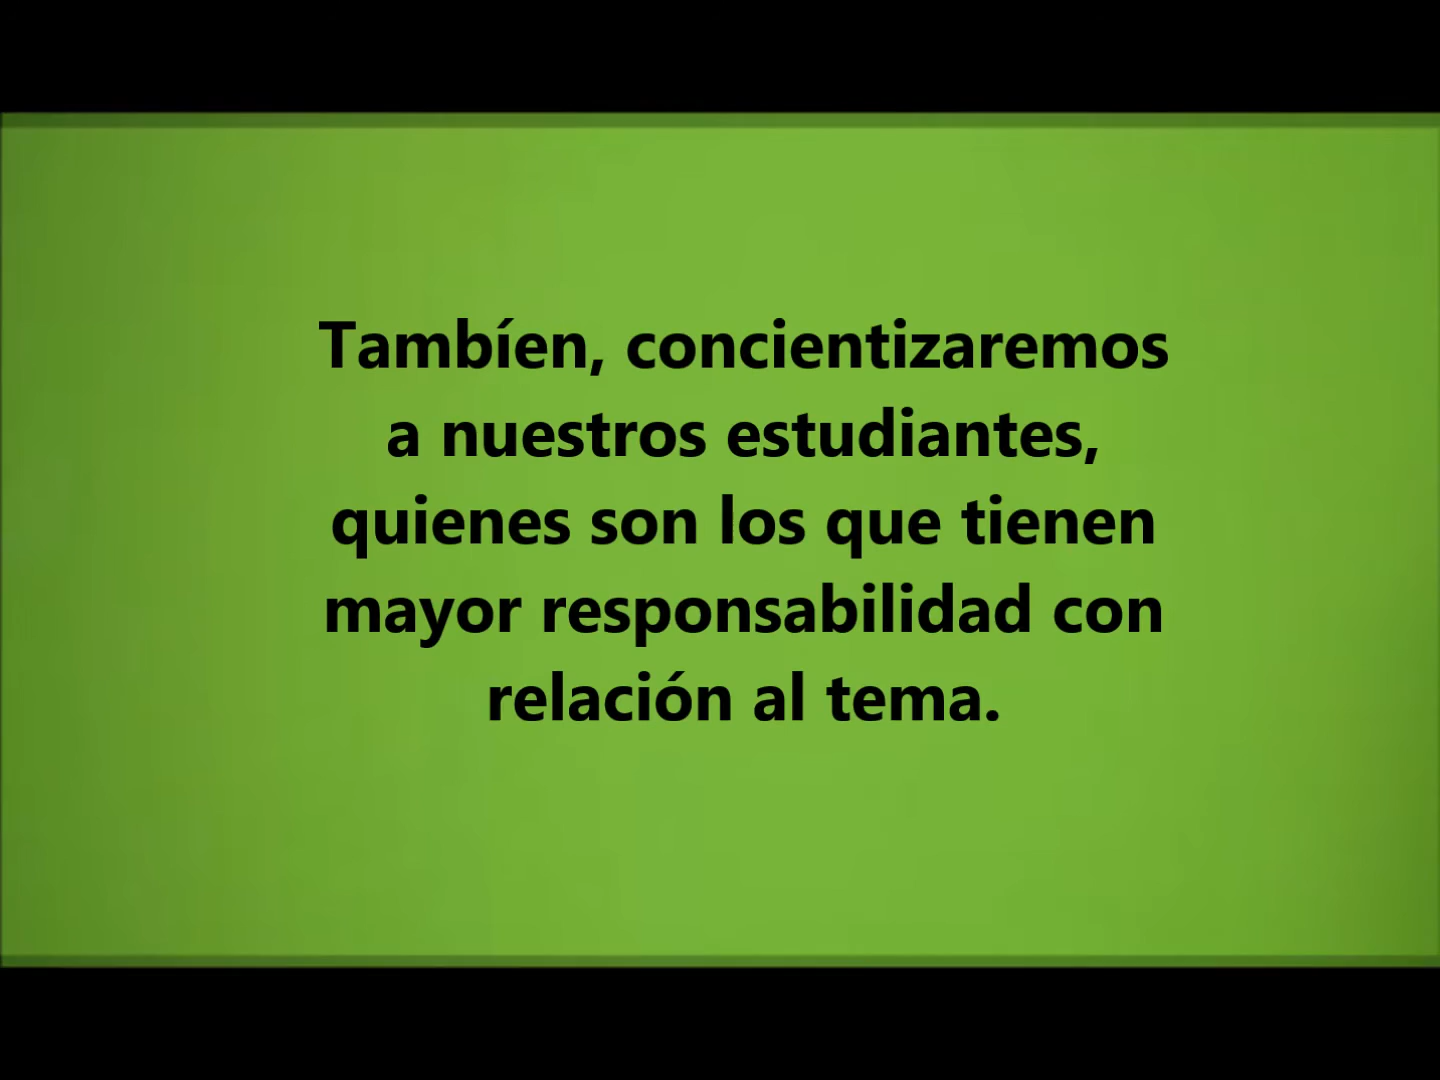 Tambíen, concientizaremos
a nuestros estudiantes,
quienes son los que tienen
mayor responsabilidad con
relación al tema.